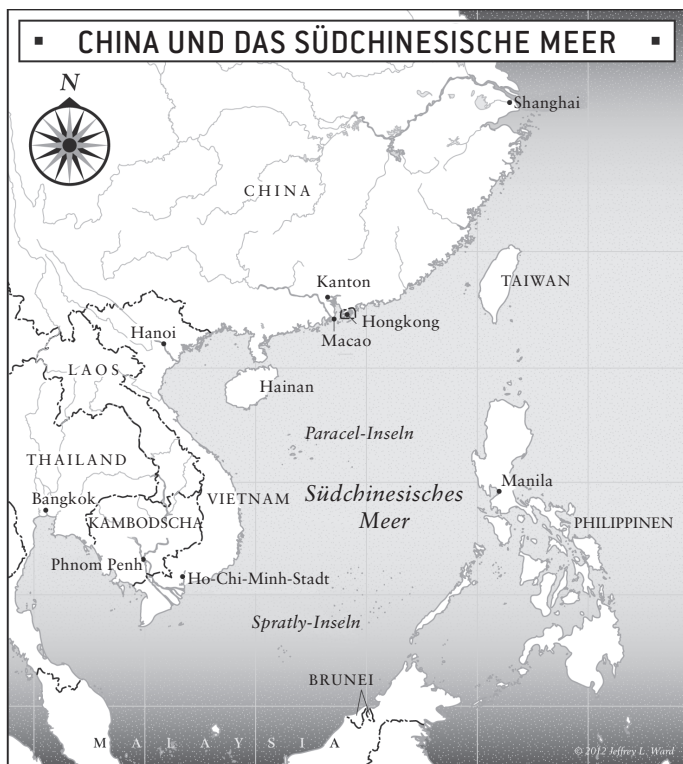 CHINA UND DAS SÜDCHINESISCHE MEER
N
Shanghai
CHINA
Kanton
TAIWAN
Hongkong
Macao
Hanoi
LAOS
Hainan
Paracel-Inseln
THAILAND
Bangkok
VIETNAM
Südchinesisches
Meer
Manila
KAMBODSCHA
PHILIPPINEN
Phnom Penh
Ho-Chi-Minh-Stadt
Spratly-Inseln
BRUNEI
MALAYSIA
© 2012 Jeffrey L. Ward